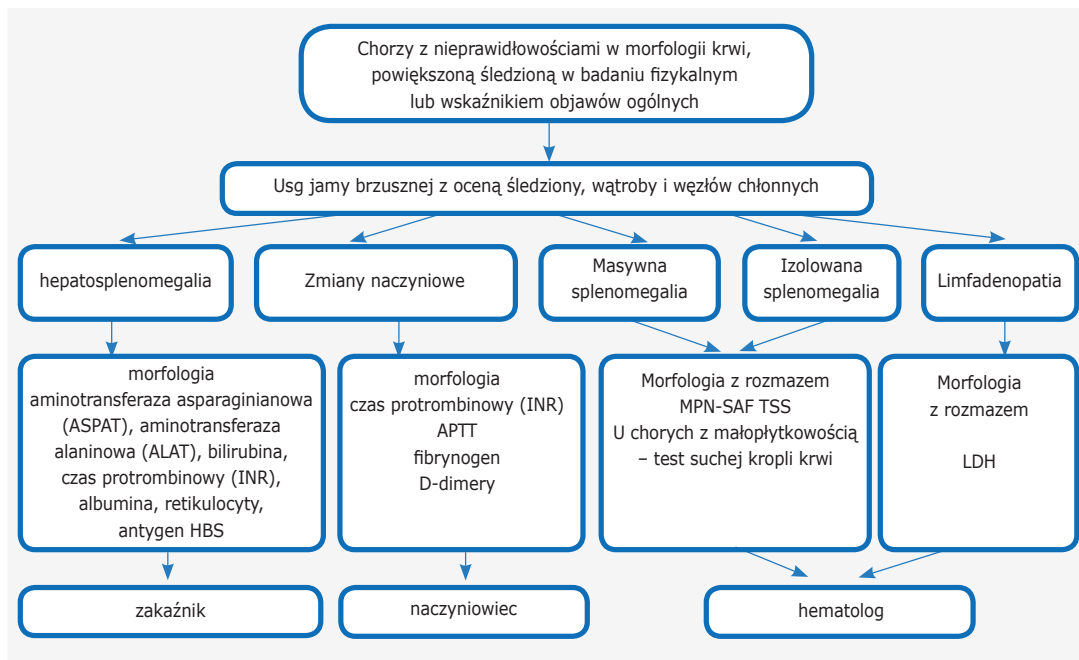 Chorzy z nieprawidłowościami w morfologii krwi,
powiększoną śledzioną w badaniu fizykalnym
lub wskaźnikiem objawów ogólnych
Usg jamy brzusznej z oceną śledziony, wątroby i węzłów chłonnych
hepatosplenomegalia
Zmiany naczyniowe
Masywna
splenomegalia
Izolowana
splenomegalia
Limfadenopatia
morfologia
aminotransferaza asparaginianowa
(ASPAT), aminotransferaza
alaninowa (ALAT), bilirubina,
czas protrombinowy (INR),
albumina, retikulocyty,
antygen HBS
morfologia
czas protrombinowy (INR)
APTT
fibrynogen
D-dimery
Morfologia z rozmazem
MPN-SAF TSS
U chorych z małopłytkowością
– test suchej kropli krwi
Morfologia
z rozmazem
LDH
zakaźnik
naczyniowiec
hematolog